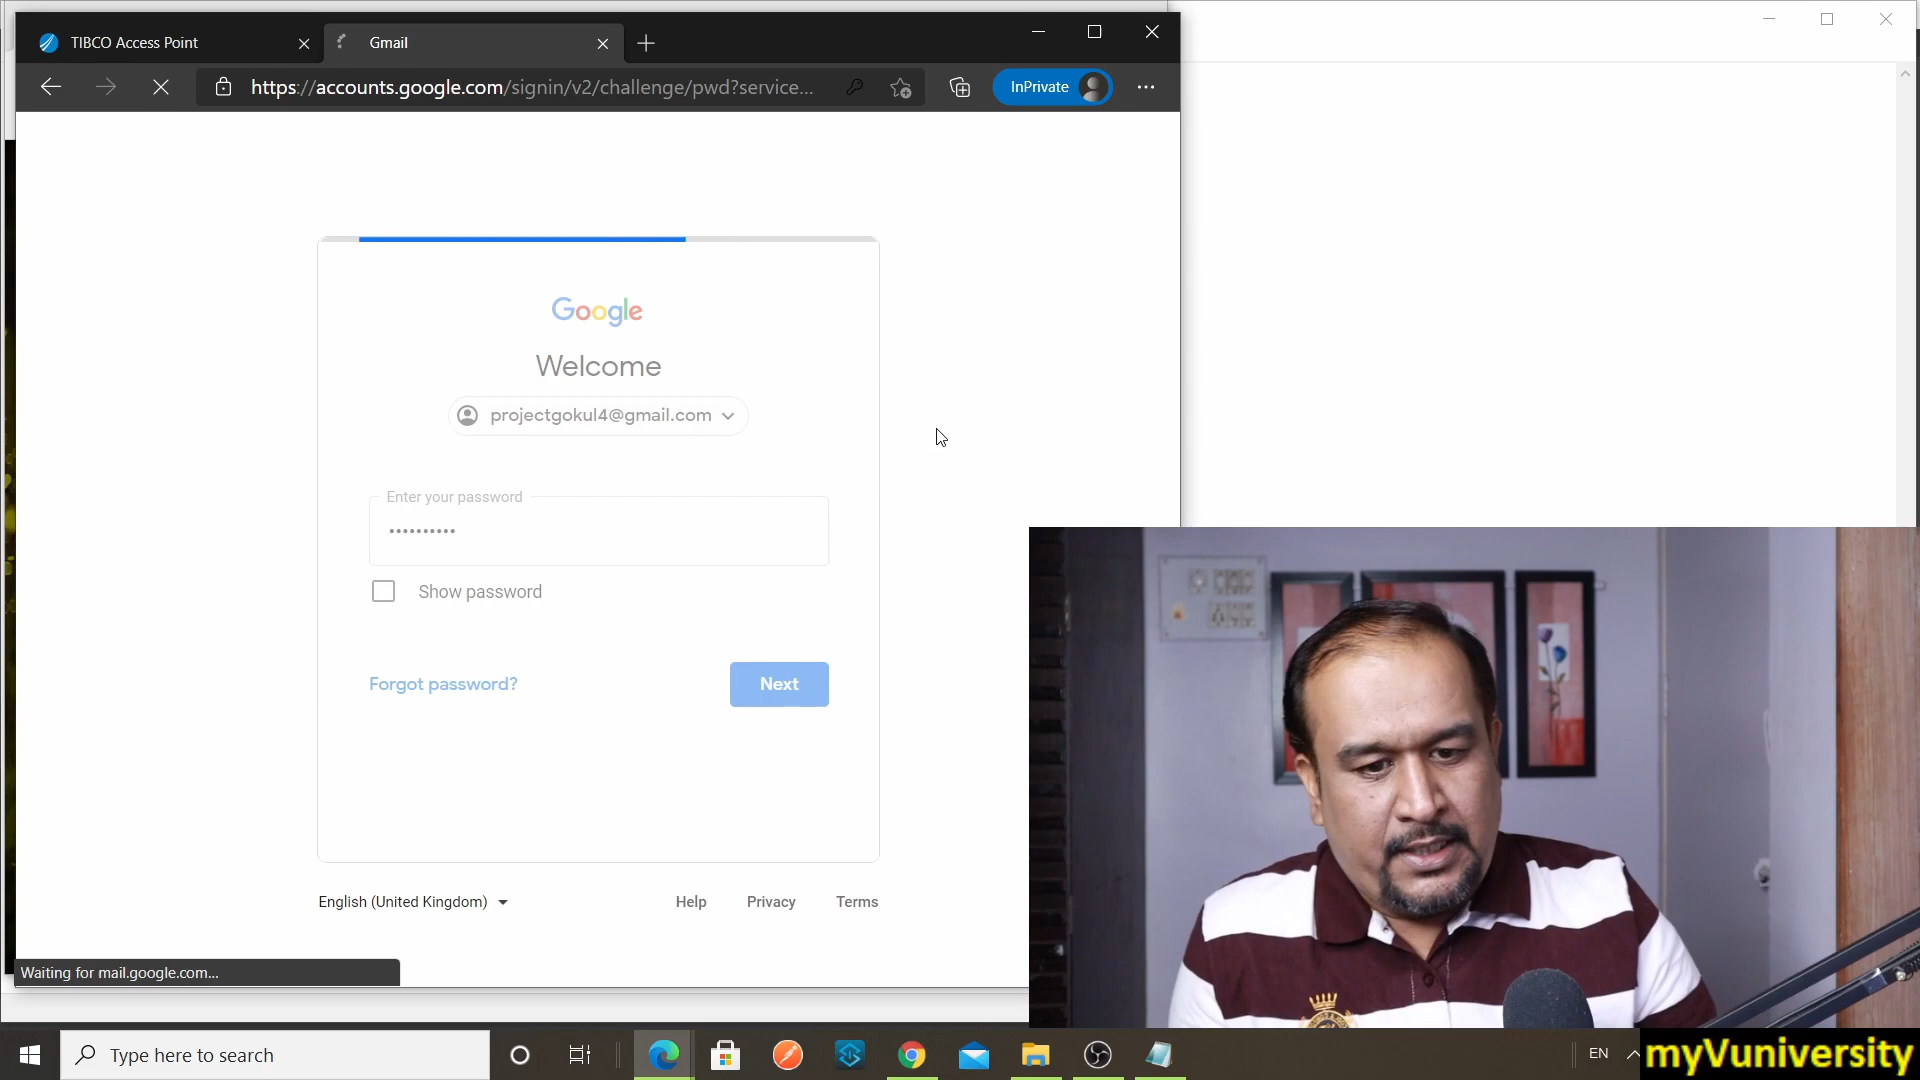 TIBCO Access Point
Gmail
https://accounts.google.com/signin/v2/challenge/pwd?service...
InPrivate
Google
Welcome
projectgokul4@gmail.com
Enter your password
Show password
Forgot password?
Next
English (United Kingdom)
Help
Privacy
Terms
Waiting for mail.google.com...
Type here to search
EN
myVuniversity